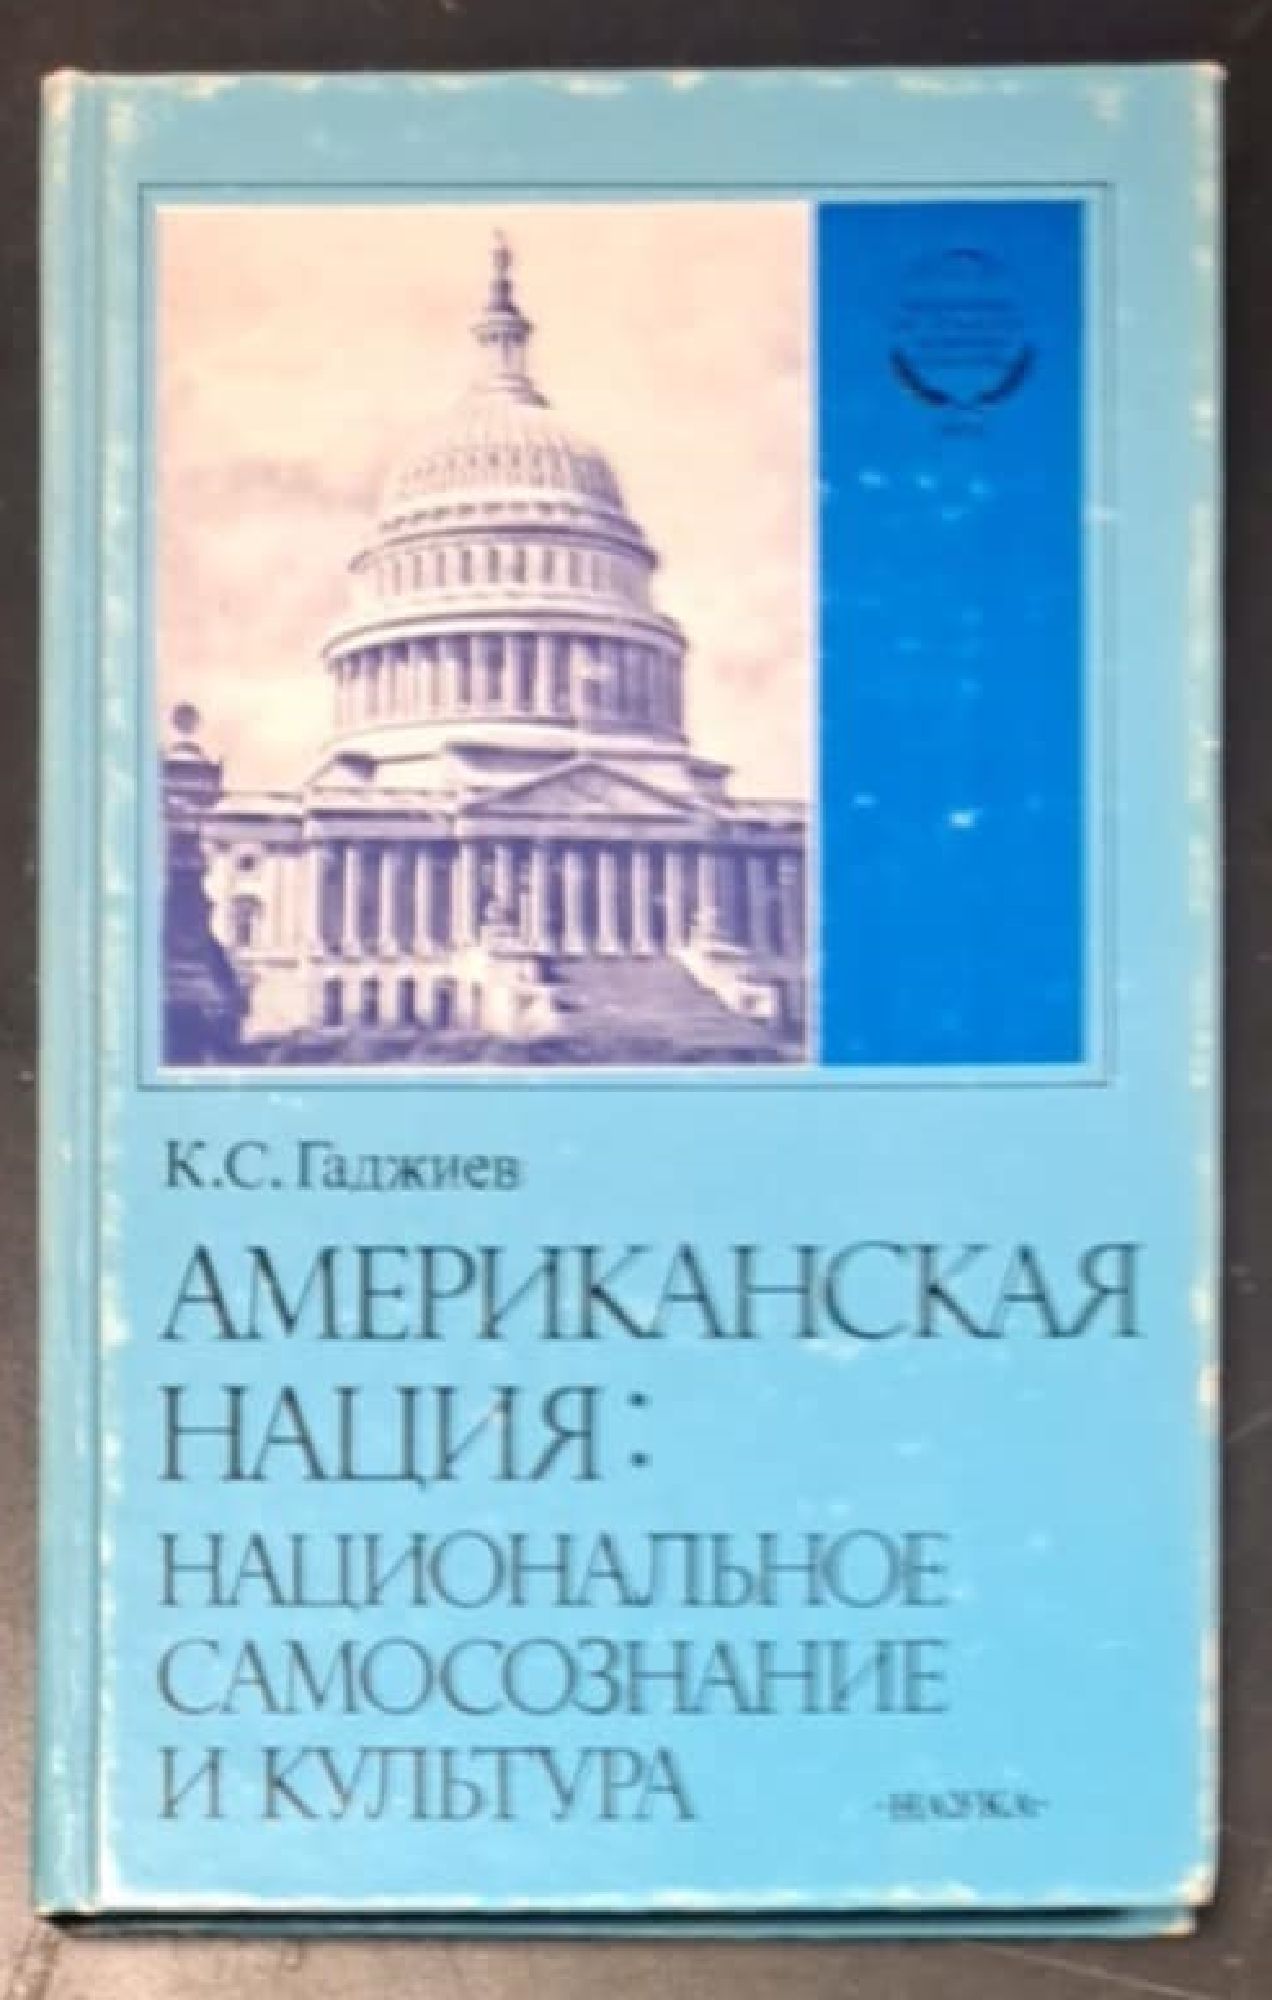 К.С. Гаджиев
АМЕРИКАНСКАЯ
НАЦИЯ:
НАЦИОНАЛЬНОЕ
САМОСОЗНАНИЕ
И КУЛЬТУРА
·НАУКА·